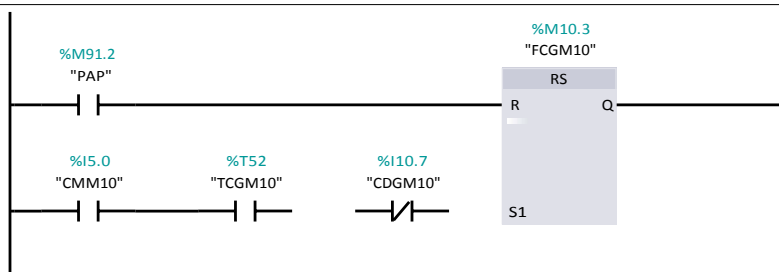 %M10.3
"FCGM10"
%M91.2
"PAP"
RS
R Q
%I5.0 %T52 %I10.7
"CMM10" "TCGM10" "CDGM10"
S1